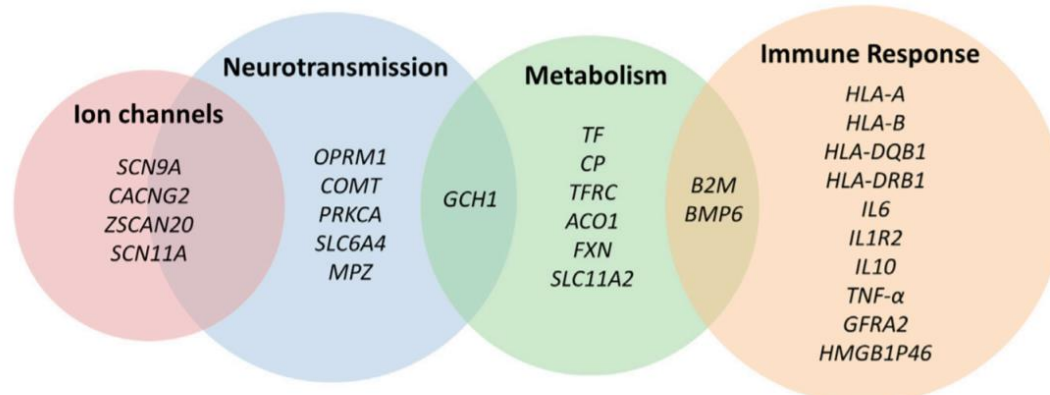 Ion channels
SCN9A
CACNG2
ZSCAN20
SCN11A
Neurotransmission
OPRM1
COMT
PRKCA
SLC6A4
MPZ
GCH1
Metabolism
TF
CP
TFRC
ACO1
FXN
SLC11A2
B2M
BMP6
Immune Response
HLA-A
HLA-B
HLA-DQB1
HLA-DRB1
IL6
IL1R2
IL10
TNF-α
GFRA2
HMGB1P46